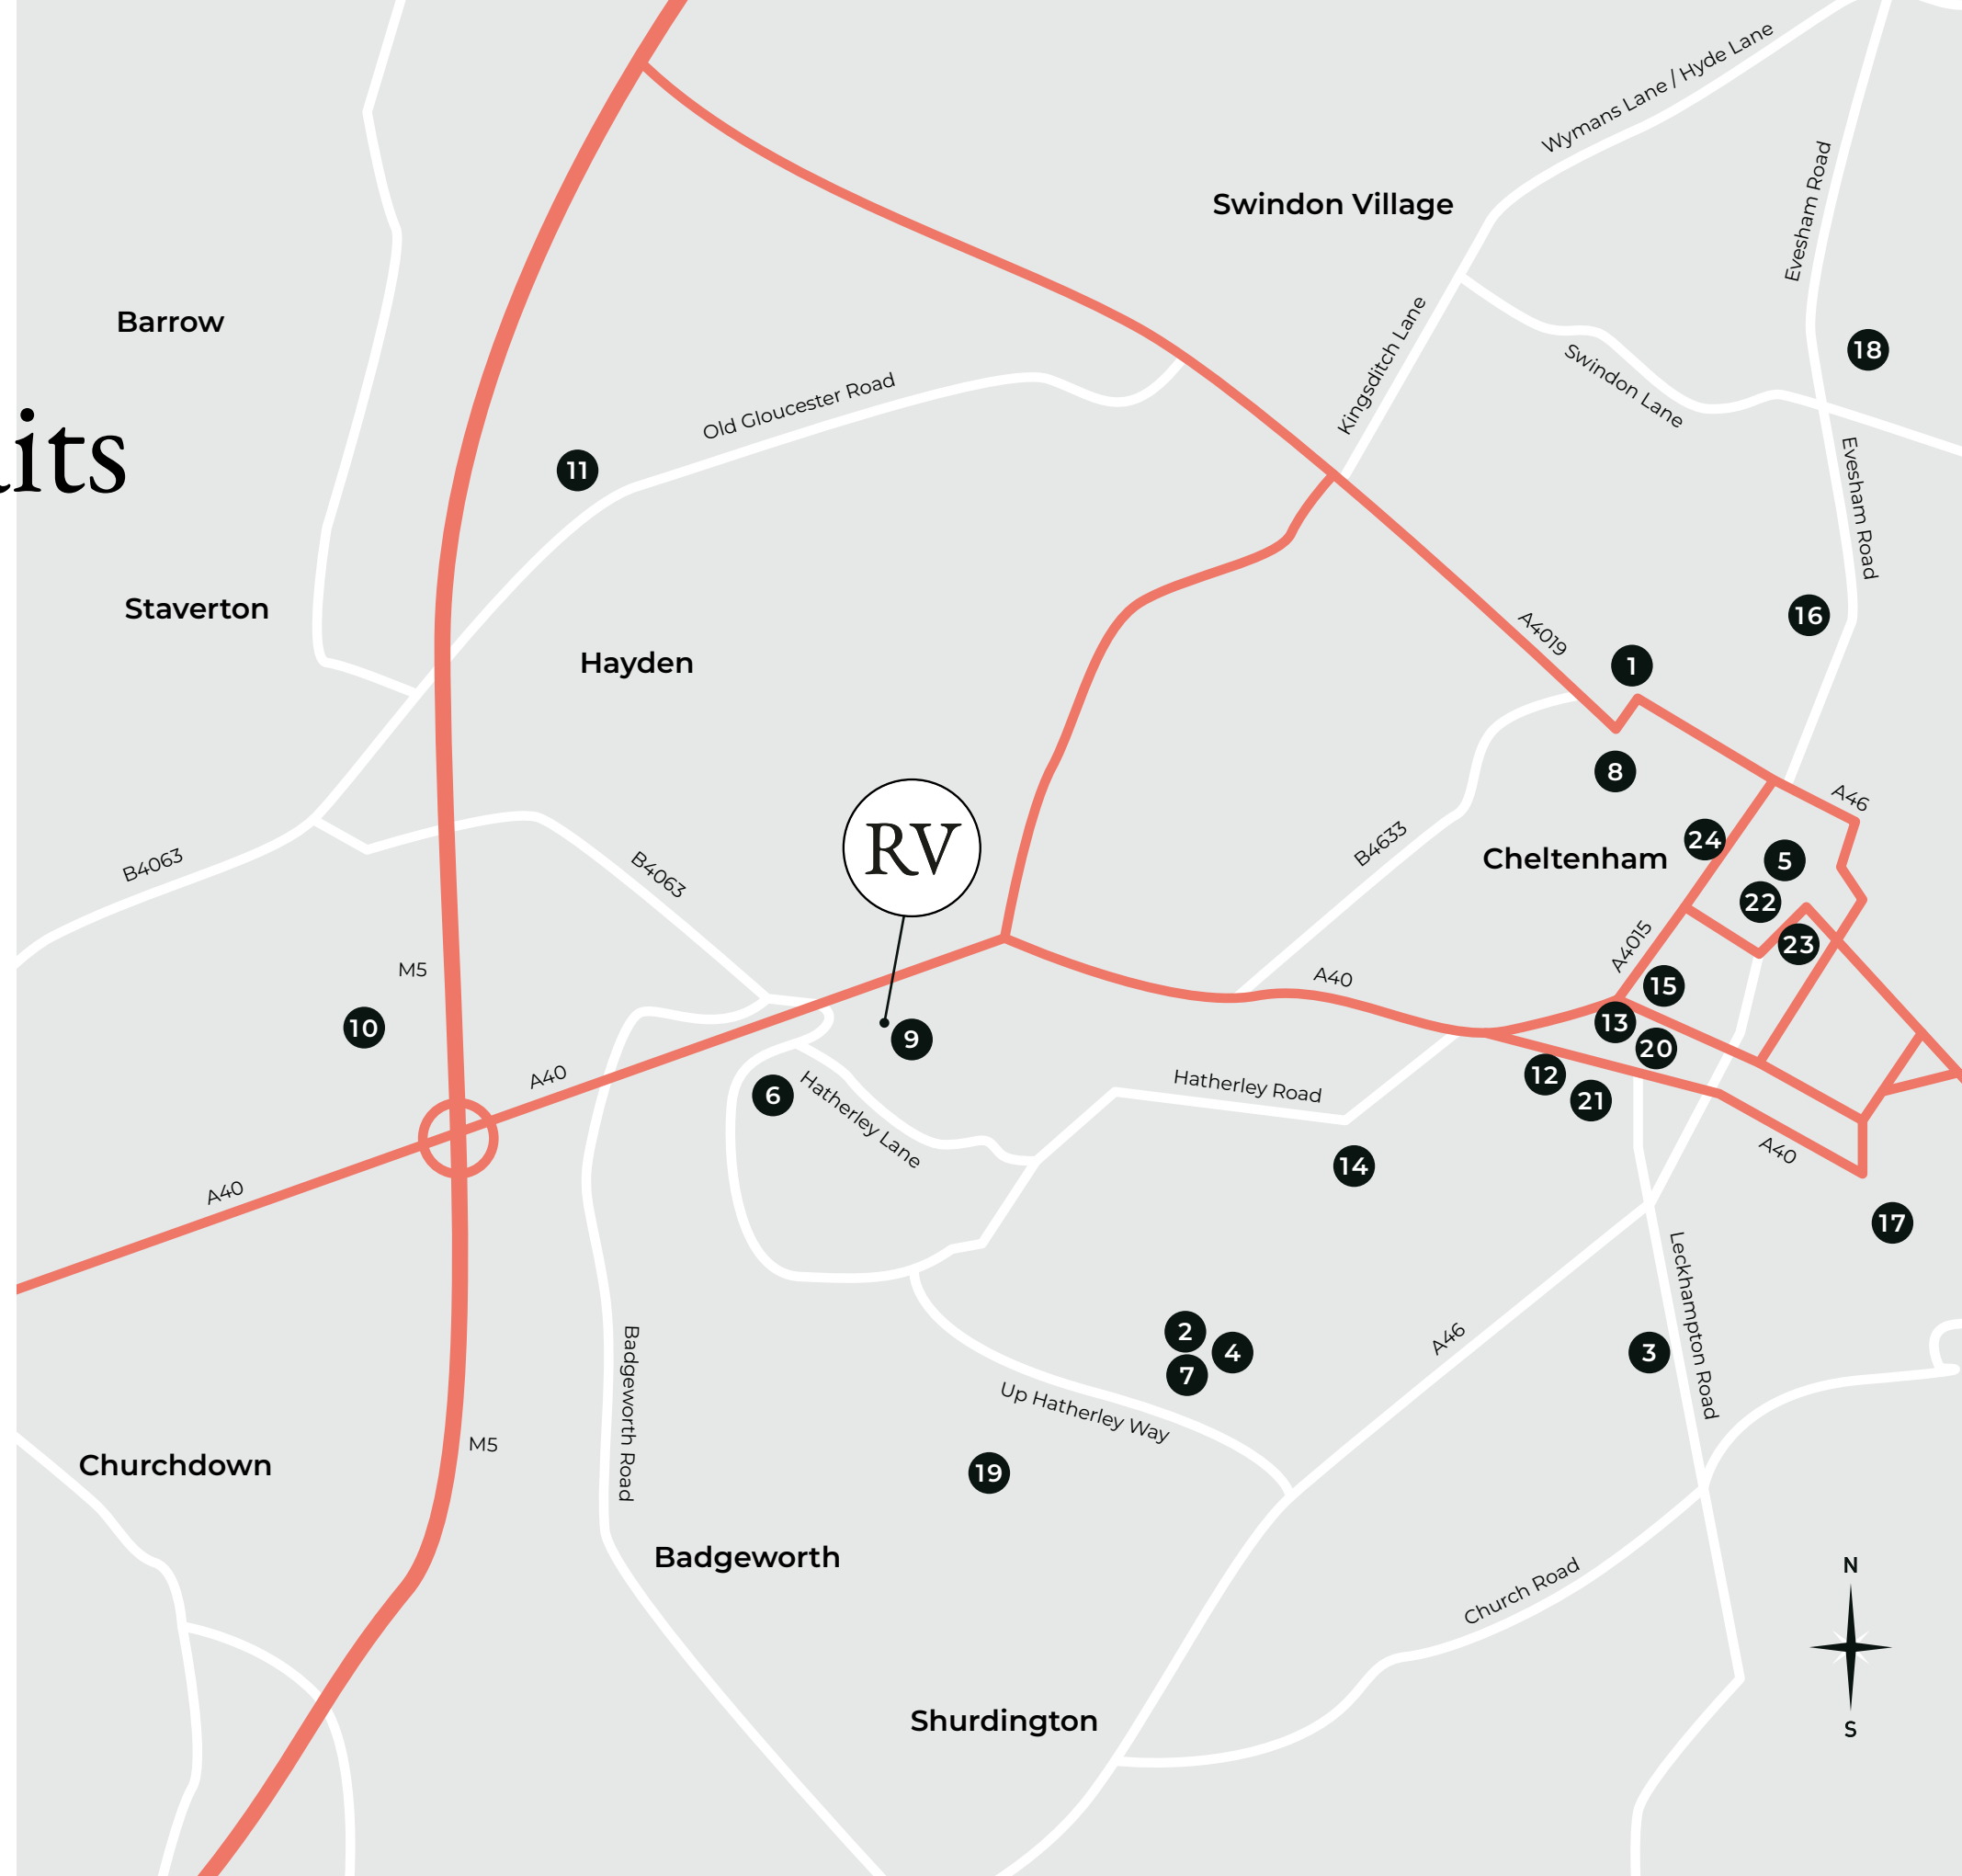 Wymans Lane / Hyde Lane
Evesham Road
Swindon Village
Barrow
Kingsditch Lane
18
Swindon Lane
Old Gloucester Road
its
11
Evesham Road
Staverton
16
A4019
Hayden
1
8
A46
RV
B4063
B4063
B4633
Cheltenham
24
5
22
A4015
23
M5
A40
15
10
9
13
20
A40
6
Hatherley Lane
Hatherley Road
12
21
A40
14
A40
17
Leckhampton Road
2
4
7
A46
3
Badgeworth Road
Up Hatherley Way
M5
Churchdown
19
Badgeworth
Church Road
N
Shurdington
S